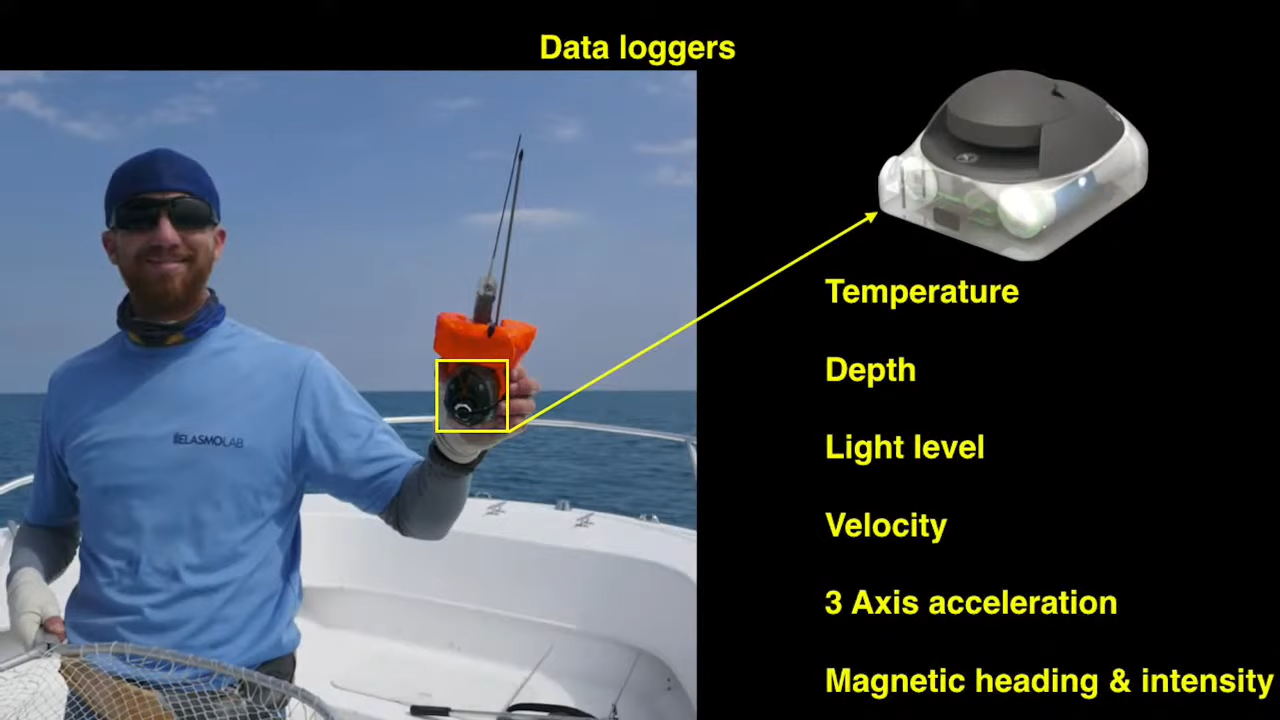 Data loggers
ELASMOLAB
Temperature
Depth
Light level
Velocity
3 Axis acceleration
Magnetic heading & intensity